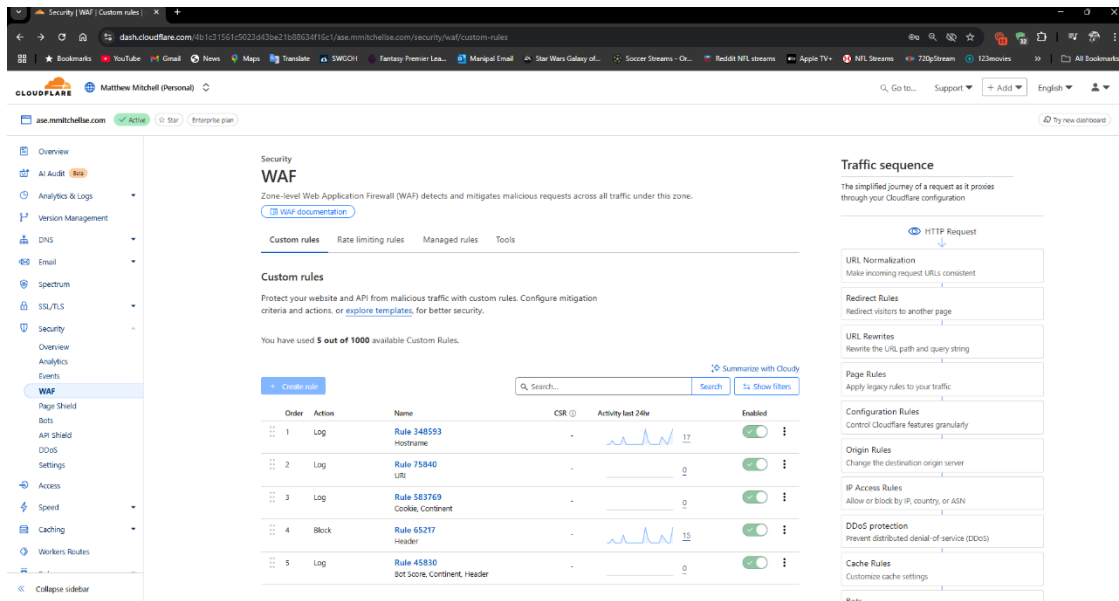 Security | WAF | Custom rules |
dash.cloudflare.com/4b1c31561c5023d43be21b88634f16c1/ase.mmitchellse.com/security/waf/custom-rules
Bookmarks YouTube Gmail News Maps Translate SWGOH Fantasy Premier Lea... Manipal Email Star Wars Galaxy of... Soccer Streams - Or... Reddit NFL streams Apple TV+ NFL Streams 720pStream 123movies » All Bookmarks
CLOUDFLARE Matthew Mitchell (Personal) Go to... Support + Add English
ase.mmitchellse.com Active Star Enterprise plan Try new dashboard
Overview
AI Audit Beta
Analytics & Logs
Version Management
DNS
Email
Spectrum
SSL/TLS
Security
Overview
Analytics
Events
WAF
Page Shield
Bots
API Shield
DDoS
Settings
Access
Speed
Caching
Workers Routes
Collapse sidebar
Security
WAF
Zone-level Web Application Firewall (WAF) detects and mitigates malicious requests across all traffic under this zone.
WAF documentation
Custom rules Rate limiting rules Managed rules Tools
Custom rules
Protect your website and API from malicious traffic with custom rules. Configure mitigation
criteria and actions, or explore templates, for better security.
You have used 5 out of 1000 available Custom Rules.
Summarize with Cloudy
+ Create rule Search... Search Show filters
Order Action Name CSR Activity last 24hr Enabled
1 Log Rule 348593 - 17
Hostname
2 Log Rule 75840 - 0
URI
3 Log Rule 583769 - 0
Cookie, Continent
4 Block Rule 65217 - 15
Header
5 Log Rule 45830 - 0
Bot Score, Continent, Header
Traffic sequence
The simplified journey of a request as it proxies
through your Cloudflare configuration
HTTP Request
URL Normalization
Make incoming request URLs consistent
Redirect Rules
Redirect visitors to another page
URL Rewrites
Rewrite the URL path and query string
Page Rules
Apply legacy rules to your traffic
Configuration Rules
Control Cloudflare features granularly
Origin Rules
Change the destination origin server
IP Access Rules
Allow or block by IP, country, or ASN
DDoS protection
Prevent distributed denial-of-service (DDoS)
Cache Rules
Customize cache settings